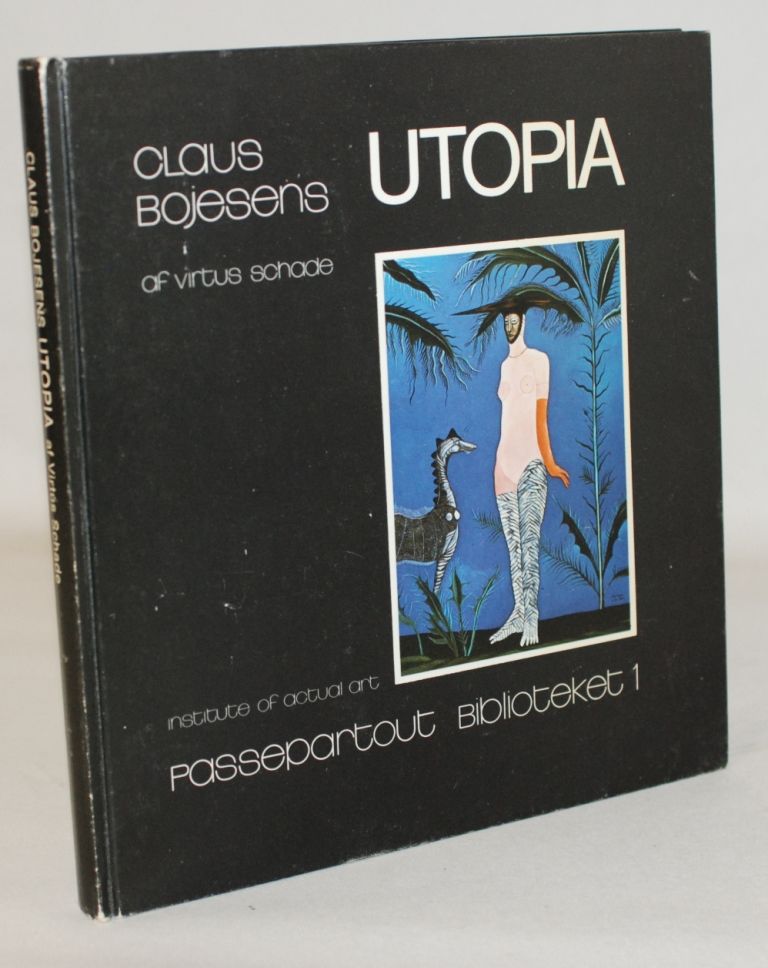 CLAUS BOJESENS UTOPIA af Virtus Schade
CLAUS
BOJESENS
UTOPIA
af virtus schade
institute of actual art
Passepartout Biblioteket 1